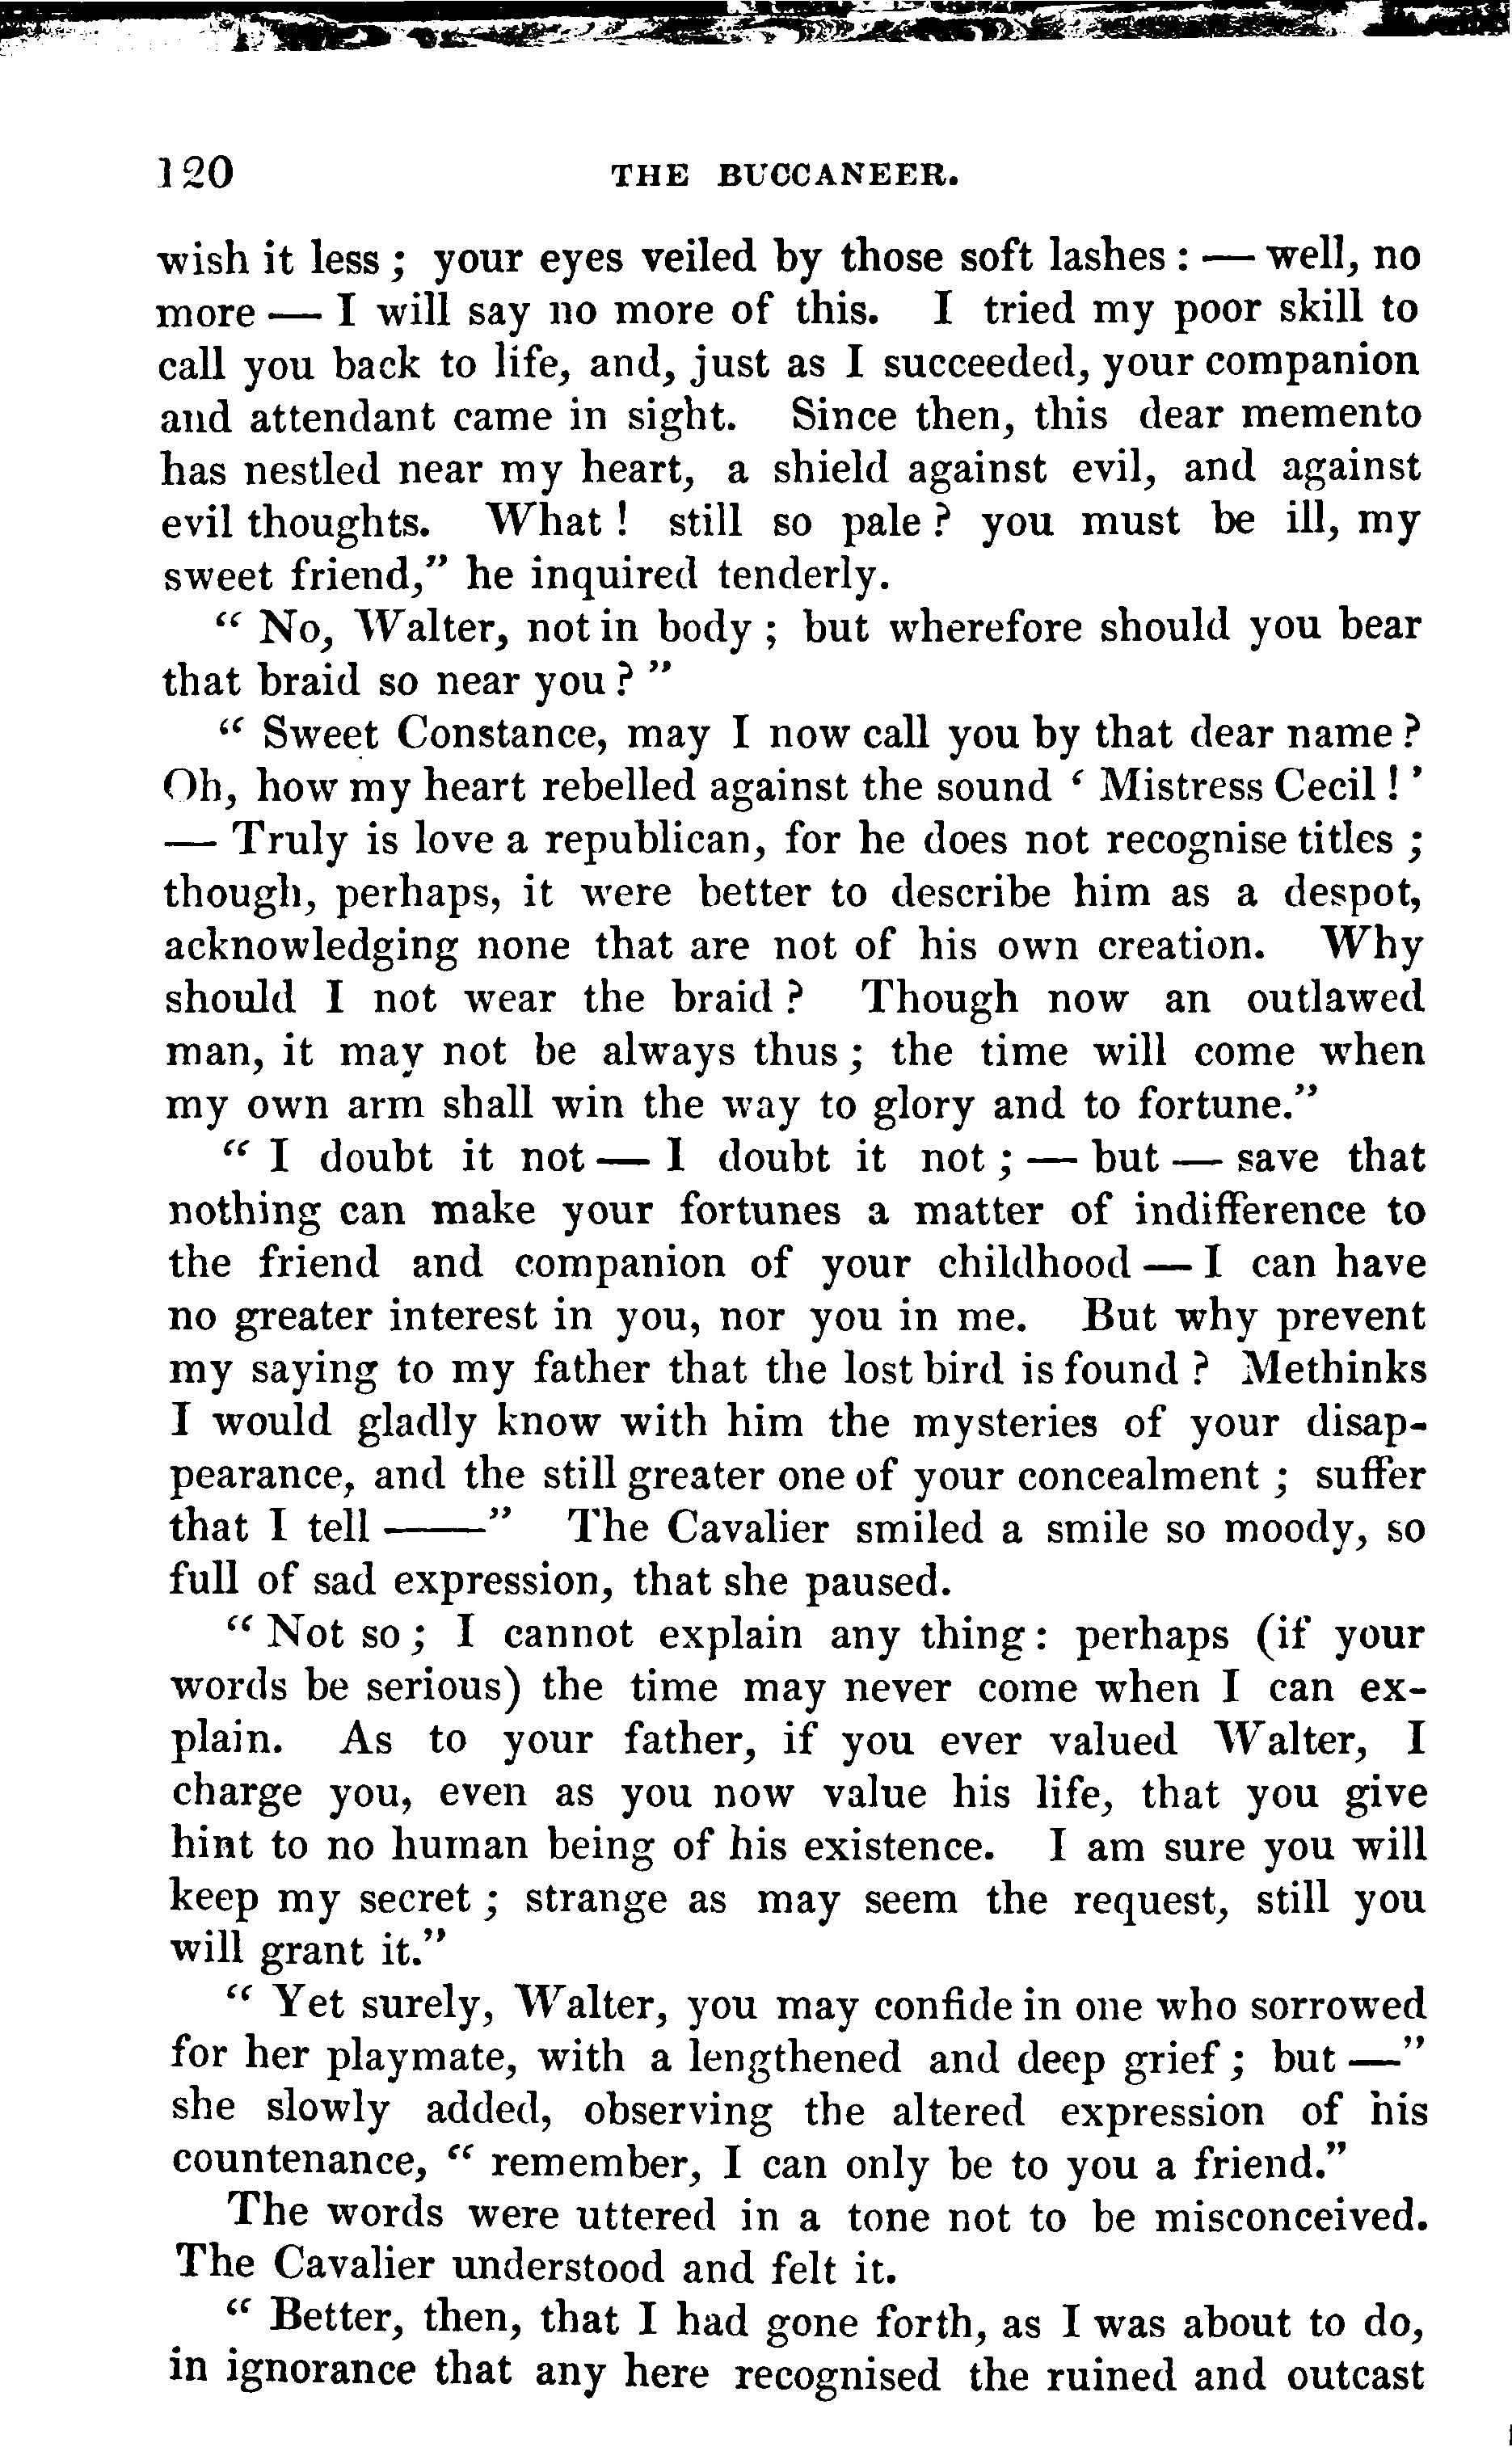 120 THE BUCCANEER.
wish it less ; your eyes veiled by those soft lashes : — well, no
more — I will say no more of this. I tried my poor skill to
call you back to life, and, just as I succeeded, your companion
and attendant came in sight. Since then, this dear memento
has nestled near my heart, a shield against evil, and against
evil thoughts. What ! still so pale ? you must be ill, my
sweet friend,” he inquired tenderly.
“ No, Walter, not in body ; but wherefore should you bear
that braid so near you ? ”
“ Sweet Constance, may I now call you by that dear name ?
Oh, how my heart rebelled against the sound ‘ Mistress Cecil ! ’
— Truly is love a republican, for he does not recognise titles ;
though, perhaps, it were better to describe him as a despot,
acknowledging none that are not of his own creation. Why
should I not wear the braid ? Though now an outlawed
man, it may not be always thus ; the time will come when
my own arm shall win the way to glory and to fortune.”
“ I doubt it not — I doubt it not ; — but — save that
nothing can make your fortunes a matter of indifference to
the friend and companion of your childhood — I can have
no greater interest in you, nor you in me. But why prevent
my saying to my father that the lost bird is found ? Methinks
I would gladly know with him the mysteries of your disap-
pearance, and the still greater one of your concealment ; suffer
that I tell ——” The Cavalier smiled a smile so moody, so
full of sad expression, that she paused.
“ Not so ; I cannot explain any thing : perhaps (if your
words be serious) the time may never come when I can ex-
plain. As to your father, if you ever valued Walter, I
charge you, even as you now value his life, that you give
hint to no human being of his existence. I am sure you will
keep my secret ; strange as may seem the request, still you
will grant it.”
“ Yet surely, Walter, you may confide in one who sorrowed
for her playmate, with a lengthened and deep grief ; but —”
she slowly added, observing the altered expression of his
countenance, “ remember, I can only be to you a friend.”
The words were uttered in a tone not to be misconceived.
The Cavalier understood and felt it.
“ Better, then, that I had gone forth, as I was about to do,
in ignorance that any here recognised the ruined and outcast